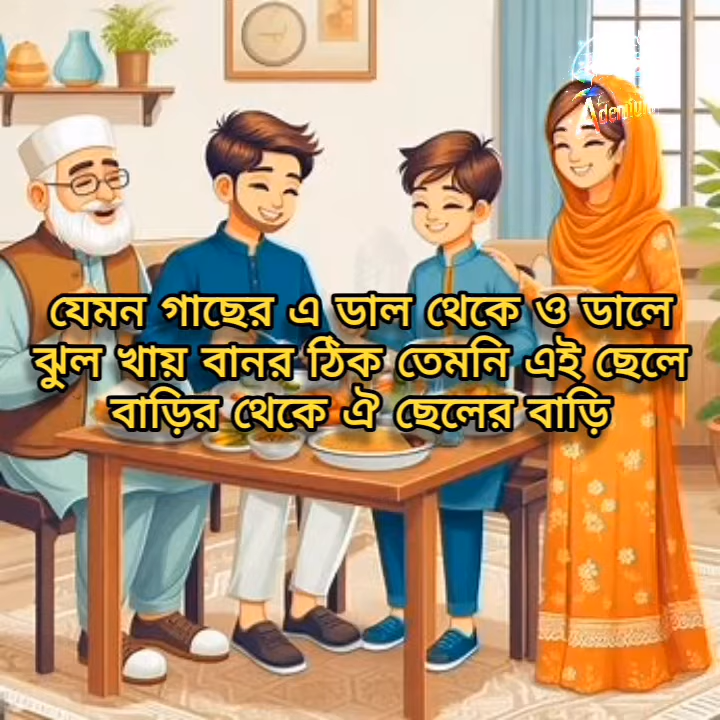 যেমন গাছের এ ডাল থেকে ও ডালে
ঝুল খায় বানর ঠিক তেমনি এই ছেলে
বাড়ির থেকে ঐ ছেলের বাড়ি